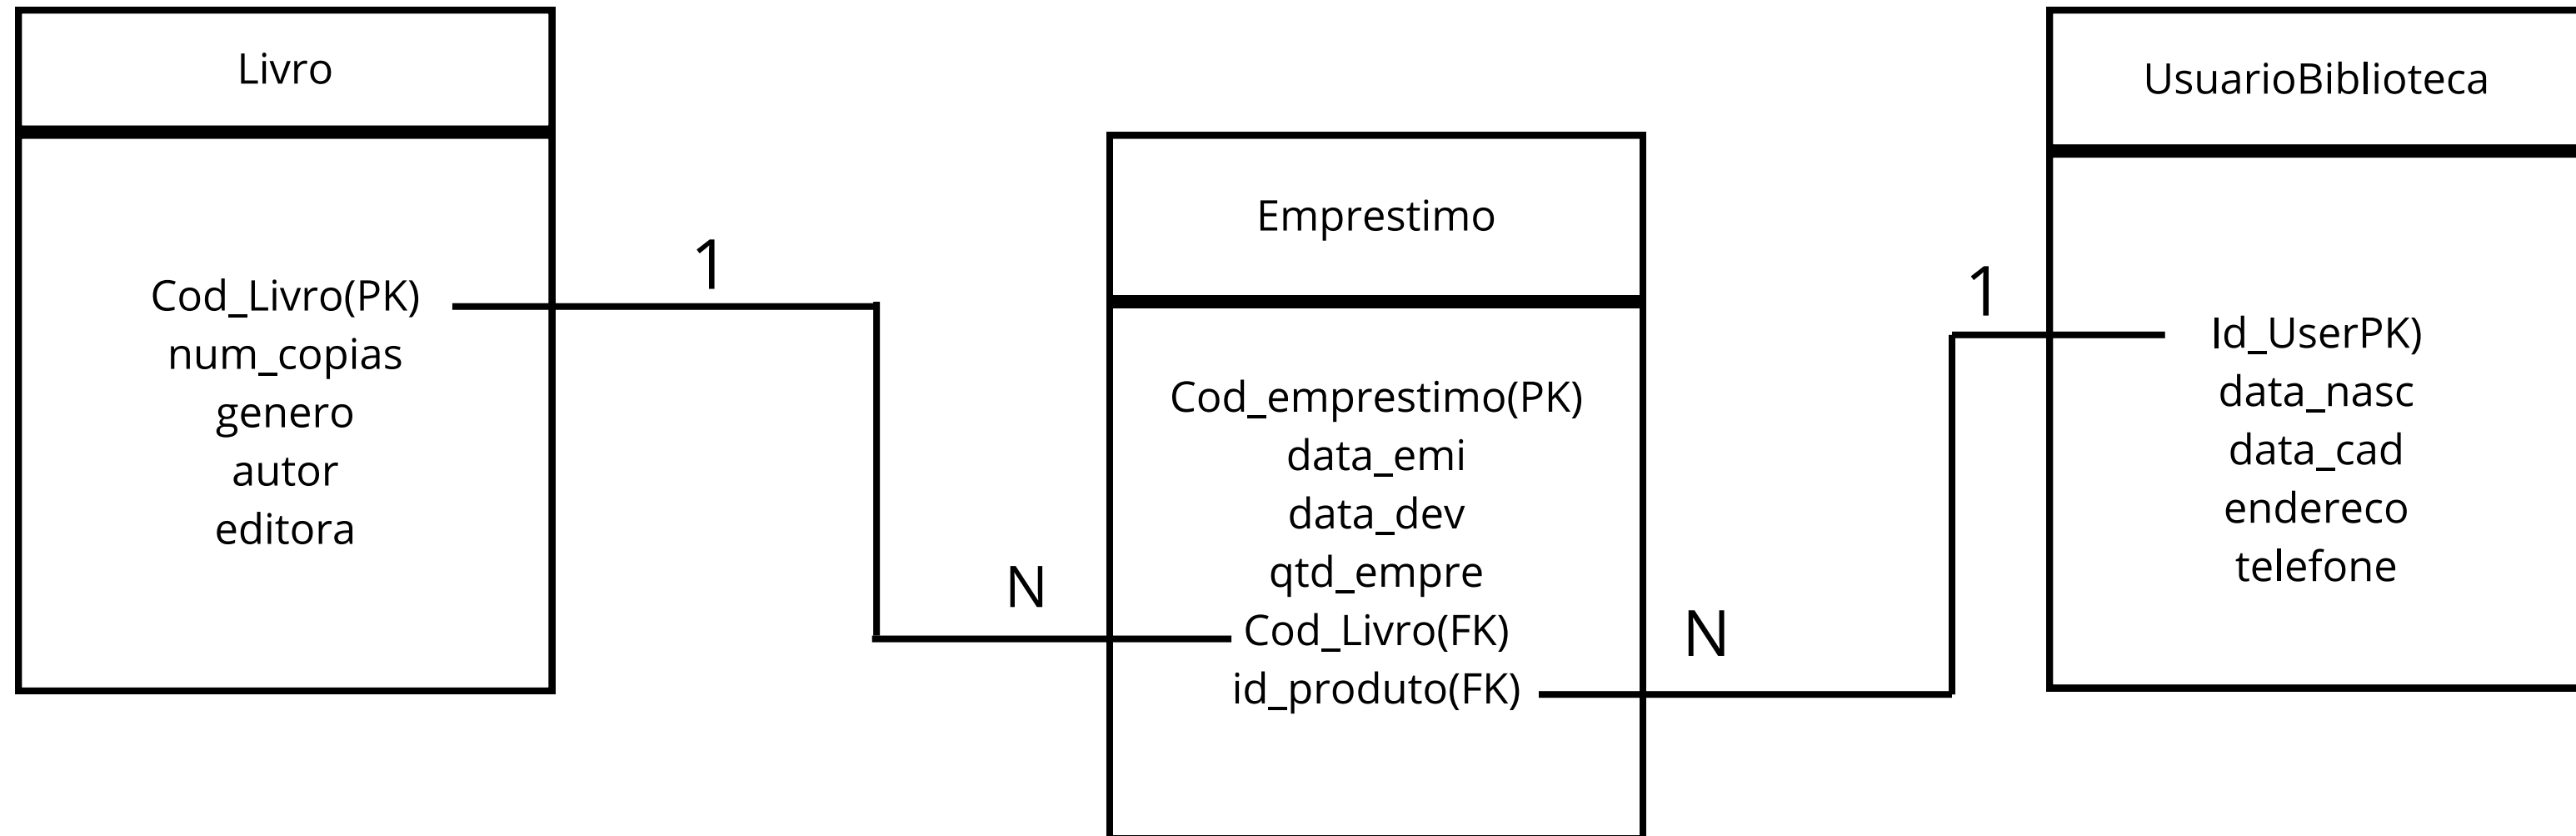 Livro
Cod_Livro(PK)
num_copias
genero
autor
editora
1
N
Emprestimo
Cod_emprestimo(PK)
data_emi
data_dev
qtd_empre
Cod_Livro(FK)
id_produto(FK)
N
1
UsuarioBiblioteca
Id_UserPK)
data_nasc
data_cad
endereco
telefone